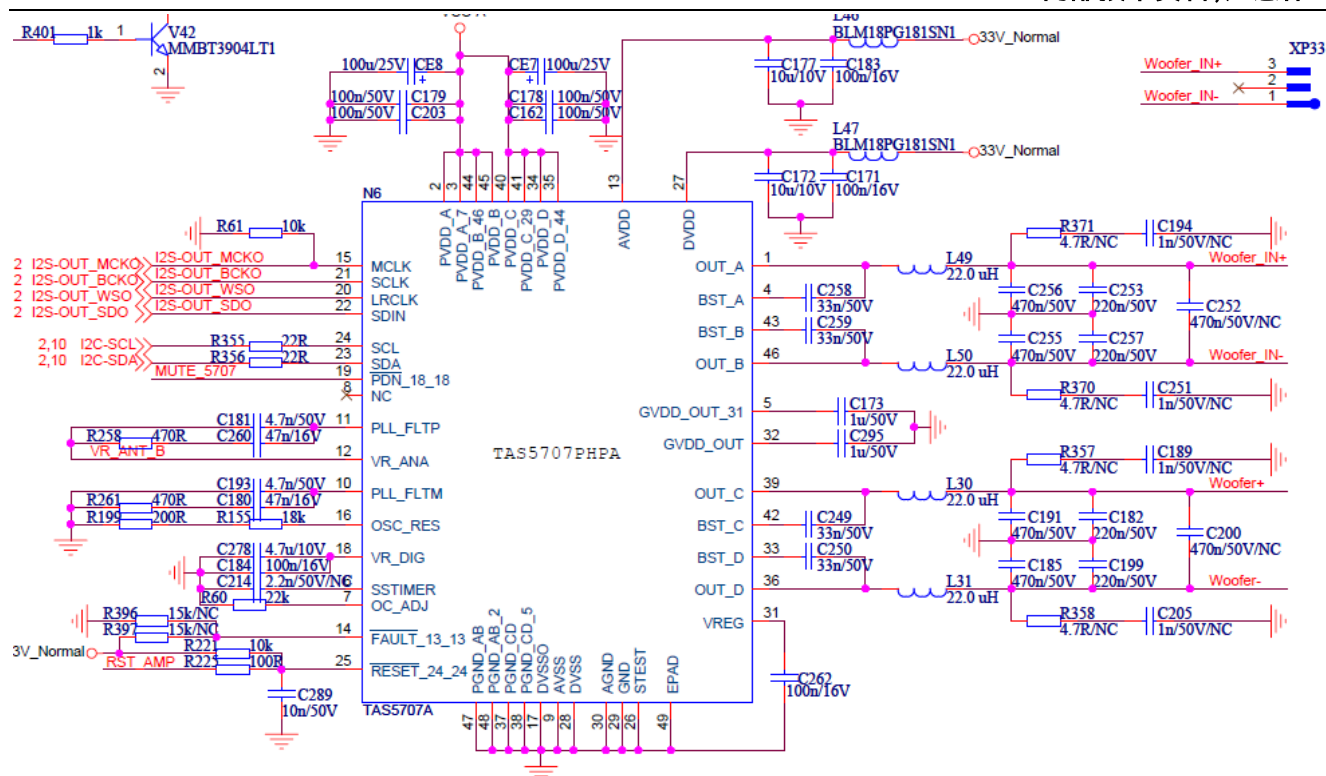 R401
1k
1
V42
MMBT3904LT1
2
100u/25V
CE8
CE7
100u/25V
100n/50V
C179
C178
100n/50V
100n/50V
C203
C162
100n/50V
L46
BLM18PG181SN1
33V_Normal
C177
10u/10V
C183
100n/16V
L47
BLM18PG181SN1
33V_Normal
C172
10u/10V
C171
100n/16V
XP33
Woofer_IN+
3
2
Woofer_IN-
1
N6
2
3
44
45
40
41
34
35
13
27
PVDD_A
PVDD_A_7
PVDD_B_46
PVDD_B
PVDD_C
PVDD_C_29
PVDD_D
PVDD_D_44
AVDD
DVDD
R61
10k
2 I2S-OUT_MCKO
I2S-OUT_MCKO
15
MCLK
2 I2S-OUT_BCKO
I2S-OUT_BCKO
21
SCLK
2 I2S-OUT_WSO
I2S-OUT_WSO
20
LRCLK
2 I2S-OUT_SDO
I2S-OUT_SDO
22
SDIN
2,10 I2C-SCL
R355
22R
24
SCL
2,10 I2C-SDA
R356
22R
23
SDA
MUTE_5707
19
PDN_18_18
8
NC
C181
4.7n/50V
11
PLL_FLTP
R258
470R
C260
47n/16V
VR_ANT_B
12
VR_ANA
C193
4.7n/50V
10
PLL_FLTM
R261
470R
C180
47n/16V
R199
200R
R155
18k
16
OSC_RES
C278
4.7u/10V
18
VR_DIG
C184
100n/16V
C214
2.2n/50V/NC
6
SSTIMER
R60
22k
7
OC_ADJ
R396
15k/NC
R397
15k/NC
14
FAULT_13_13
3V_Normal
R221
10k
RST_AMP
R225
100R
25
RESET_24_24
C289
10n/50V
TAS5707PHPA
TAS5707A
PGND_AB
PGND_AB_2
PGND_CD
PGND_CD_5
DVSSO
AVSS
DVSS
AGND
GND
STEST
EPAD
47
48
37
38
17
9
28
30
29
26
49
OUT_A
1
L49
22.0 uH
BST_A
4
C258
33n/50V
BST_B
43
C259
33n/50V
OUT_B
46
L50
22.0 uH
GVDD_OUT_31
5
C173
1u/50V
GVDD_OUT
32
C295
1u/50V
OUT_C
39
L30
22.0 uH
BST_C
42
C249
33n/50V
BST_D
33
C250
33n/50V
OUT_D
36
L31
22.0 uH
VREG
31
C262
100n/16V
R371
4.7R/NC
C194
1n/50V/NC
Woofer_IN+
C256
470n/50V
C253
220n/50V
C252
470n/50V/NC
C255
470n/50V
C257
220n/50V
Woofer_IN-
R370
4.7R/NC
C251
1n/50V/NC
R357
4.7R/NC
C189
1n/50V/NC
Woofer+
C191
470n/50V
C182
220n/50V
C200
470n/50V/NC
C185
470n/50V
C199
220n/50V
Woofer-
R358
4.7R/NC
C205
1n/50V/NC